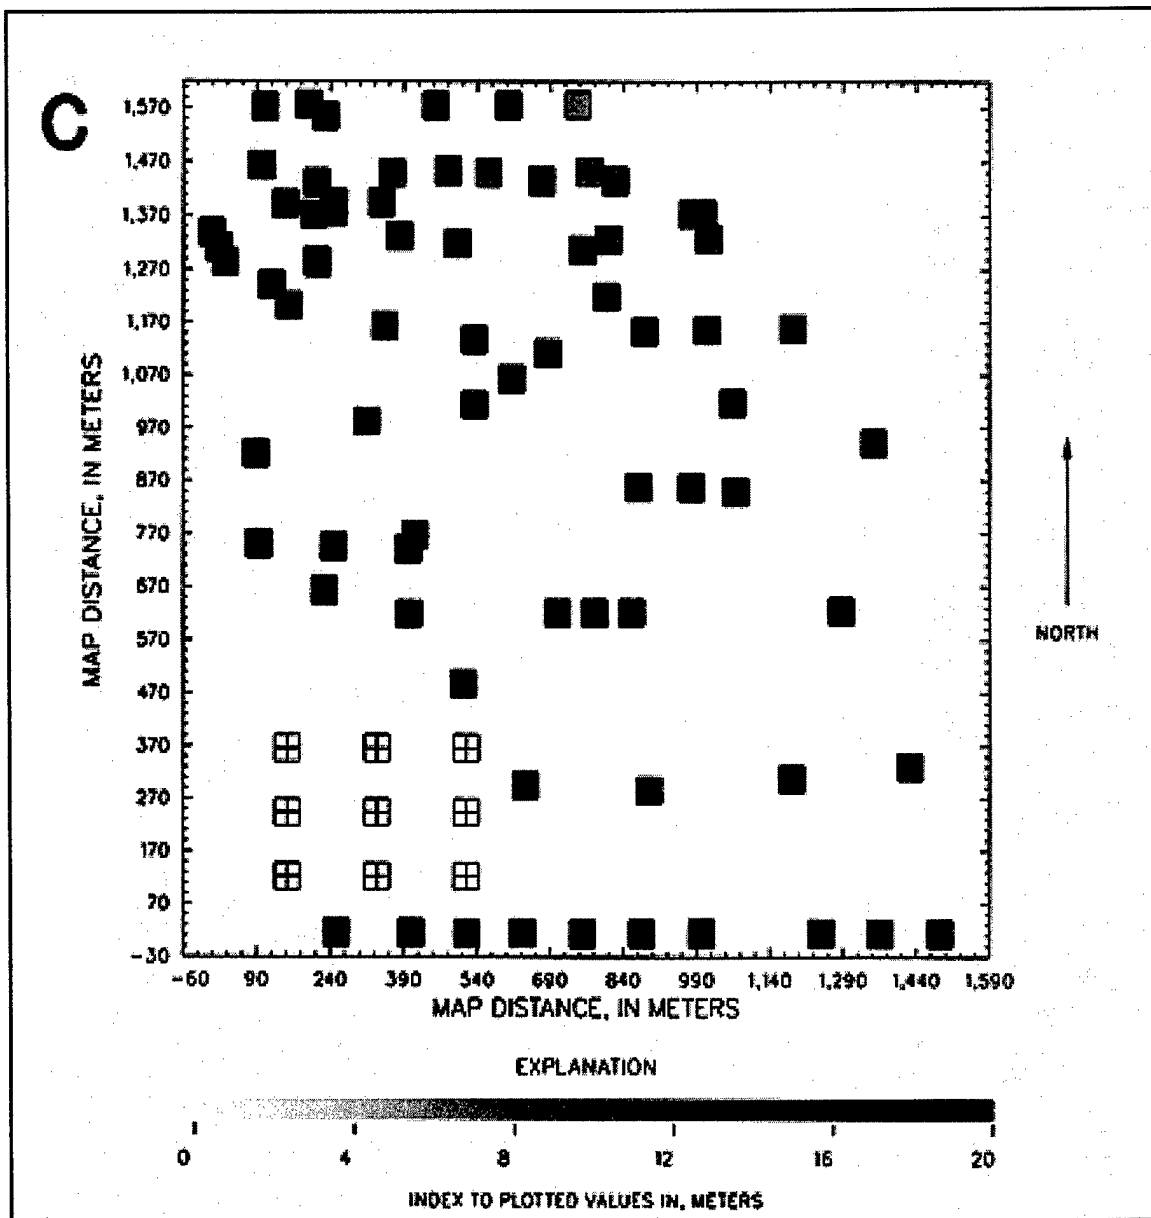 C
1,570
1,470
1,370
1,270
1,170
1,070
970
870
770
670
570
470
370
270
170
70
-30
MAP DISTANCE, IN METERS
-60 90 240 390 540 690 840 990 1,140 1,290 1,440 1,590
MAP DISTANCE, IN METERS
NORTH
EXPLANATION
0 4 8 12 16 20
INDEX TO PLOTTED VALUES IN, METERS